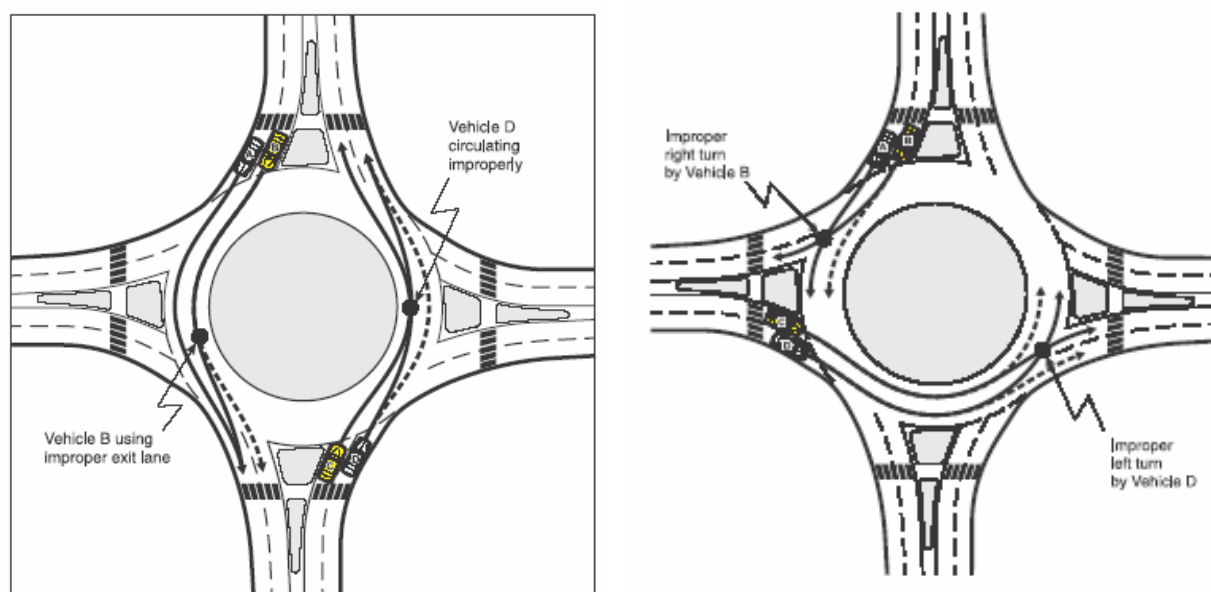 Vehicle D
circulating
improperly
Vehicle B using
improper exit lane
Improper
right turn
by Vehicle B
Improper
left turn
by Vehicle D